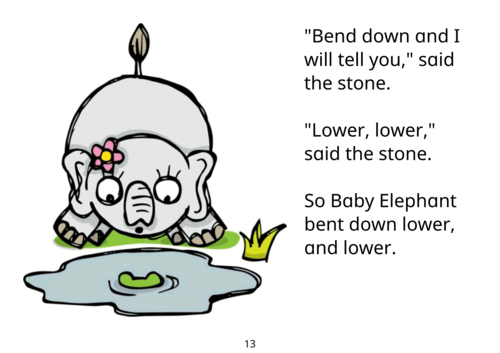 "Bend down and I
will tell you," said
the stone.
"Lower, lower,"
said the stone.
So Baby Elephant
bent down lower,
and lower.
13